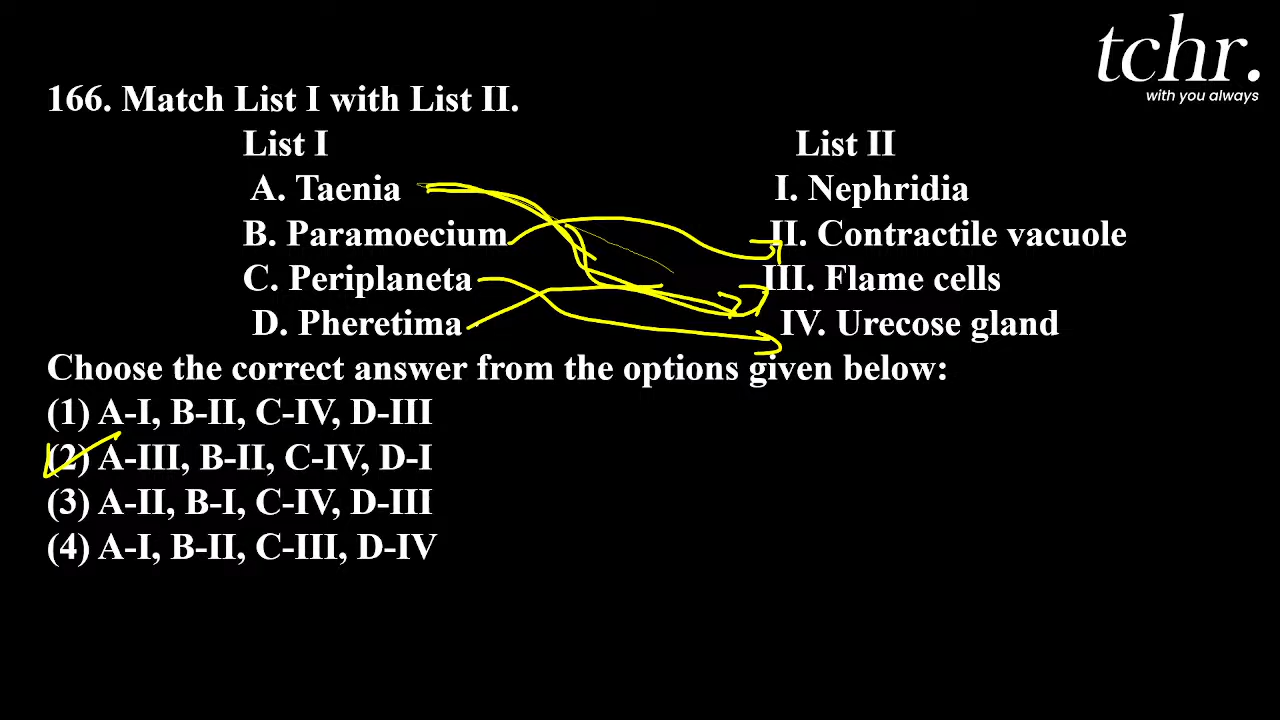 tchr.
with you always
166. Match List I with List II.
List I List II
A. Taenia I. Nephridia
B. Paramoecium II. Contractile vacuole
C. Periplaneta III. Flame cells
D. Pheretima IV. Urecose gland
Choose the correct answer from the options given below:
(1) A-I, B-II, C-IV, D-III
(2) A-III, B-II, C-IV, D-I
(3) A-II, B-I, C-IV, D-III
(4) A-I, B-II, C-III, D-IV